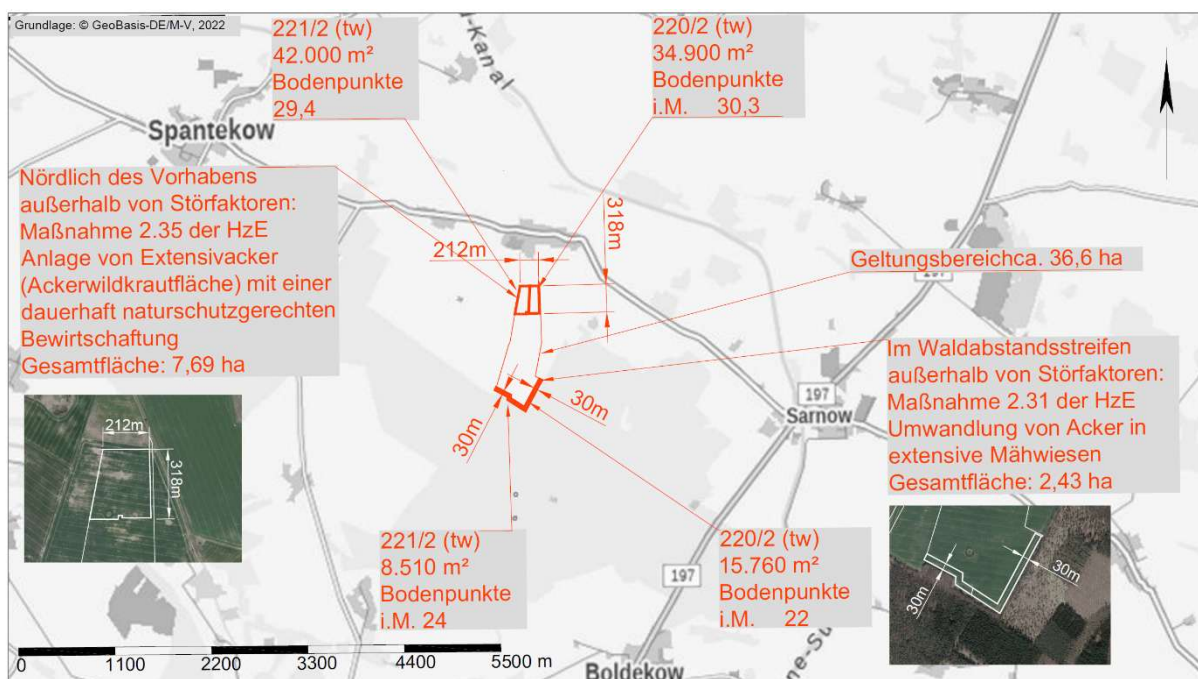 Grundlage: © GeoBasis-DE/M-V, 2022
221/2 (tw)
42.000 m²
Bodenpunkte
29,4
220/2 (tw)
34.900 m²
Bodenpunkte
i.M. 30,3
-Kanal
Spantekow
Nördlich des Vorhabens
außerhalb von Störfaktoren:
Maßnahme 2.35 der HzE
Anlage von Extensivacker
(Ackerwildkrautfläche) mit einer
dauerhaft naturschutzgerechten
Bewirtschaftung
Gesamtfläche: 7,69 ha
212m
318m
Geltungsbereichca. 36,6 ha
197
Im Waldabstandsstreifen
außerhalb von Störfaktoren:
Maßnahme 2.31 der HzE
Umwandlung von Acker in
extensive Mähwiesen
Gesamtfläche: 2,43 ha
30m
30m
197
Sarnow
212m
318m
221/2 (tw)
8.510 m²
Bodenpunkte
i.M. 24
220/2 (tw)
15.760 m²
Bodenpunkte
i.M. 22
197
30m
30m
Boldekow
ne-Su
0 1100 2200 3300 4400 5500 m